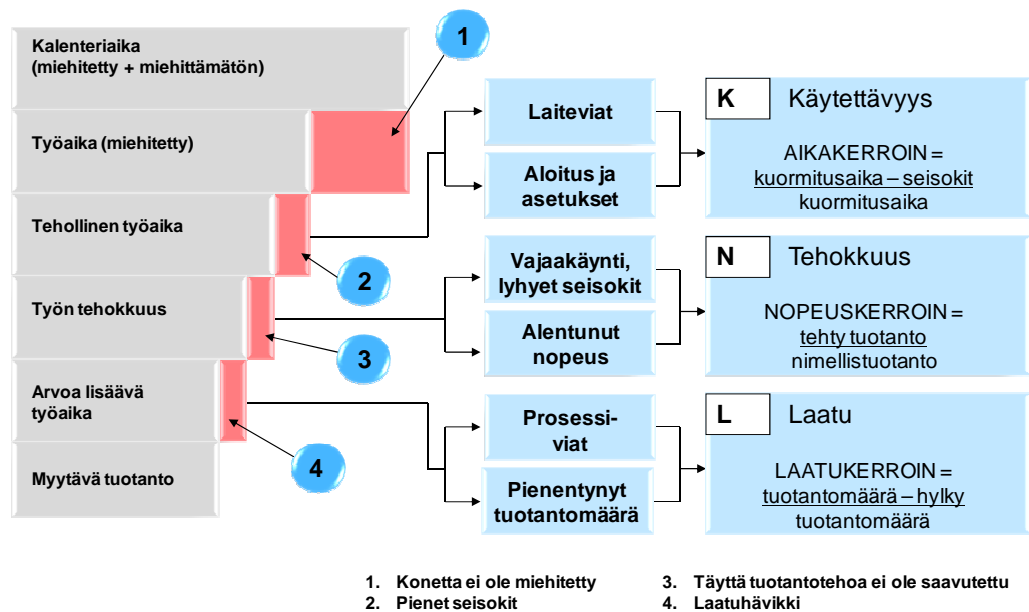 Kalenteriaika
(miehitetty + miehittämätön)
Työaika (miehitetty)
Tehollinen työaika
Työn tehokkuus
Arvoa lisäävä
työaika
Myytävä tuotanto
1
2
3
4
Laiteviat
Aloitus ja
asetukset
Vajaakäynti,
lyhyet seisokit
Alentunut
nopeus
Prosessi-
viat
Pienentynyt
tuotantomäärä
K Käytettävyys
AIKAKERROIN =
kuormitusaika – seisokit
kuormitusaika
N Tehokkuus
NOPEUSKERROIN =
tehty tuotanto
nimellistuotanto
L Laatu
LAATUKERROIN =
tuotantomäärä – hylky
tuotantomäärä
1. Konetta ei ole miehitetty
2. Pienet seisokit
3. Täyttä tuotantotehoa ei ole saavutettu
4. Laatuhävikki